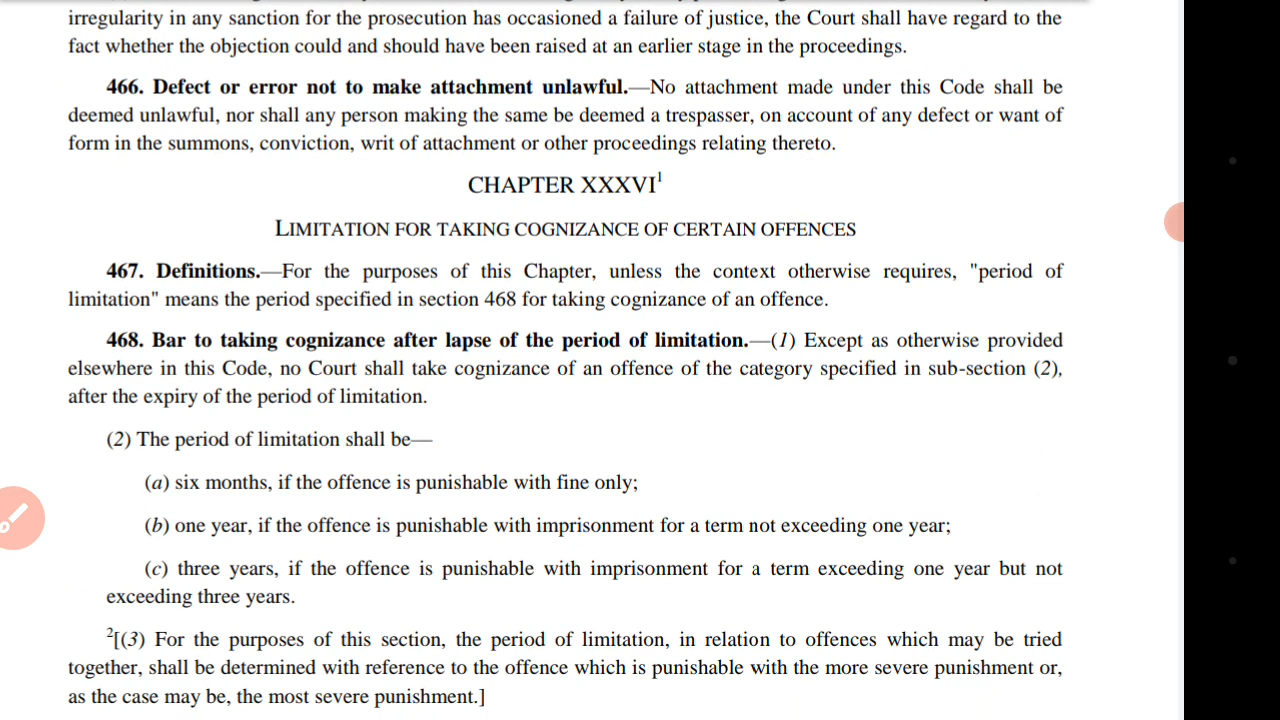 irregularity in any sanction for the prosecution has occasioned a failure of justice, the Court shall have regard to the
fact whether the objection could and should have been raised at an earlier stage in the proceedings.
466. Defect or error not to make attachment unlawful.—No attachment made under this Code shall be
deemed unlawful, nor shall any person making the same be deemed a trespasser, on account of any defect or want of
form in the summons, conviction, writ of attachment or other proceedings relating thereto.
CHAPTER XXXVI¹
LIMITATION FOR TAKING COGNIZANCE OF CERTAIN OFFENCES
467. Definitions.—For the purposes of this Chapter, unless the context otherwise requires, "period of
limitation" means the period specified in section 468 for taking cognizance of an offence.
468. Bar to taking cognizance after lapse of the period of limitation.—(1) Except as otherwise provided
elsewhere in this Code, no Court shall take cognizance of an offence of the category specified in sub-section (2),
after the expiry of the period of limitation.
(2) The period of limitation shall be—
(a) six months, if the offence is punishable with fine only;
(b) one year, if the offence is punishable with imprisonment for a term not exceeding one year;
(c) three years, if the offence is punishable with imprisonment for a term exceeding one year but not
exceeding three years.
²[(3) For the purposes of this section, the period of limitation, in relation to offences which may be tried
together, shall be determined with reference to the offence which is punishable with the more severe punishment or,
as the case may be, the most severe punishment.]